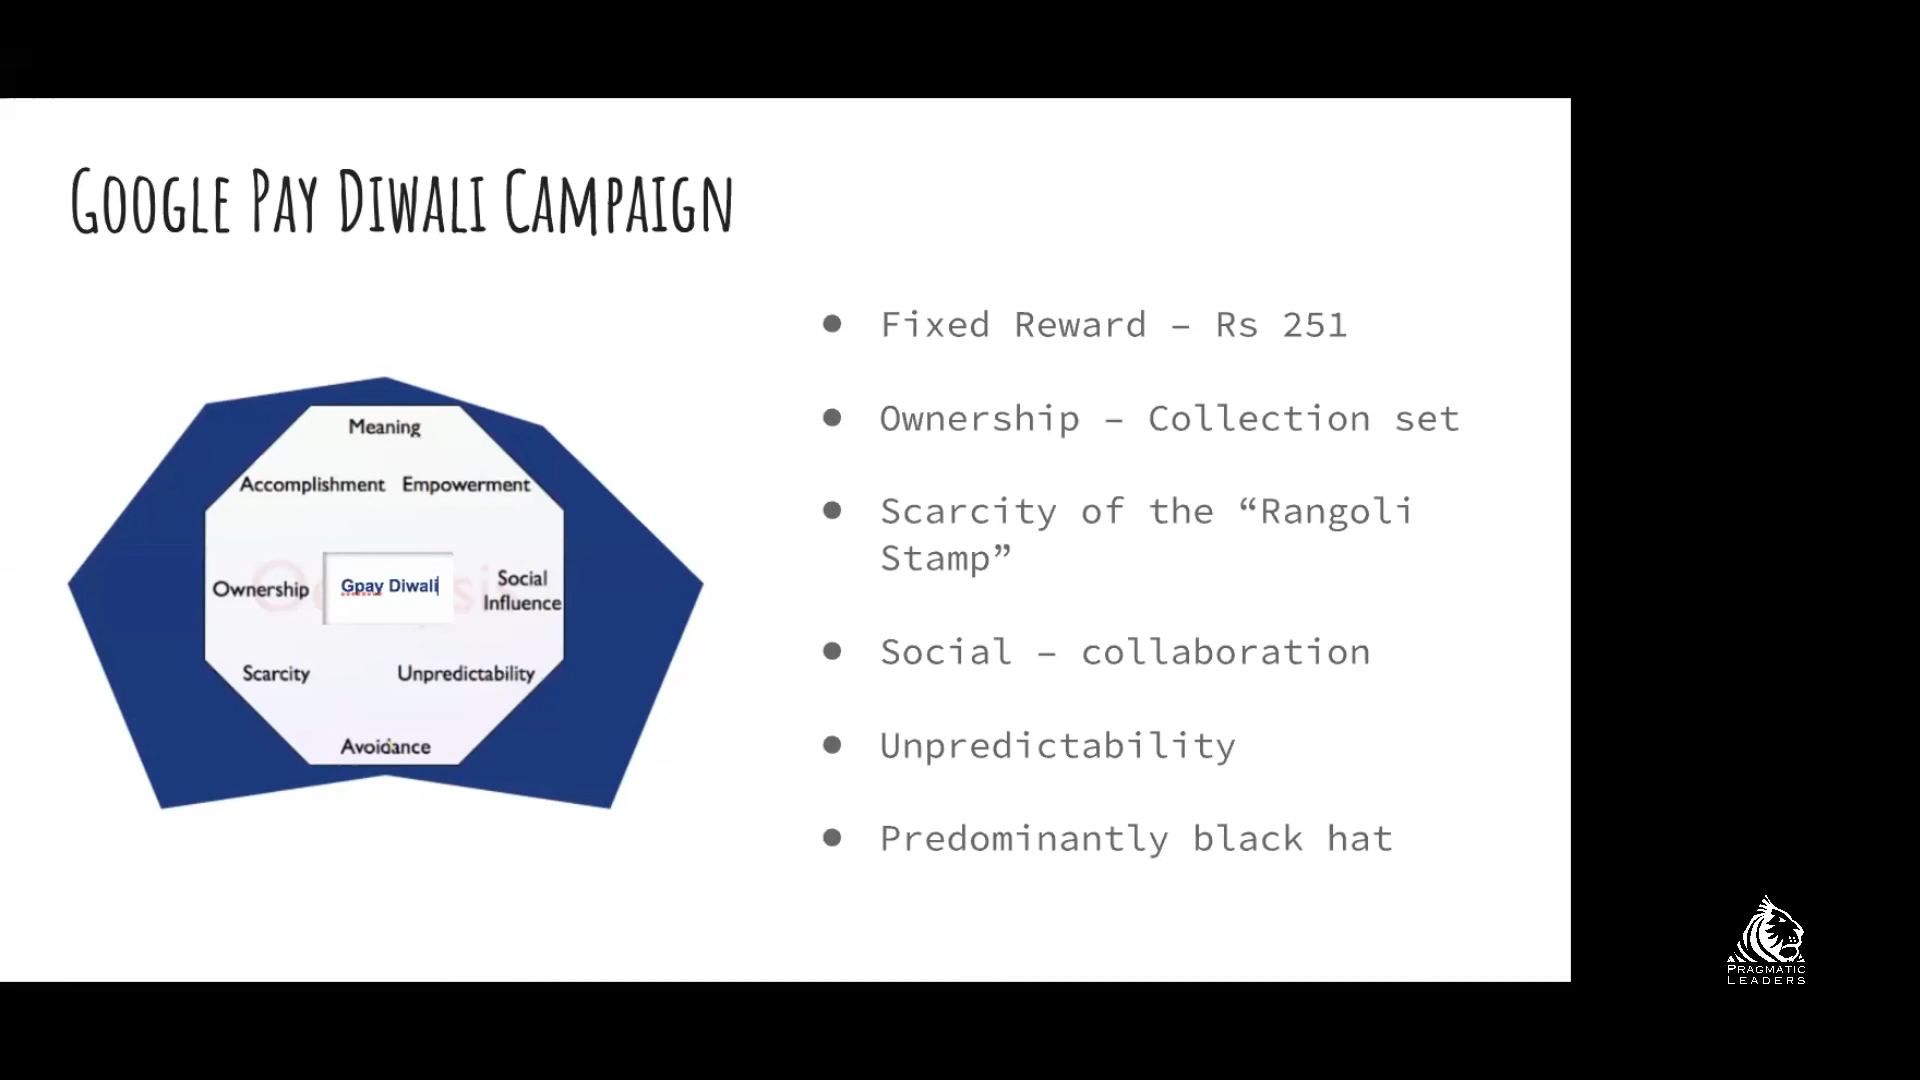 Google Pay Diwali Campaign
Meaning
Accomplishment Empowerment
Ownership
Gpay Diwali
Social
Influence
Scarcity
Unpredictability
Avoidance
● Fixed Reward – Rs 251
● Ownership – Collection set
● Scarcity of the “Rangoli
Stamp”
● Social – collaboration
● Unpredictability
● Predominantly black hat
PRAGMATIC
LEADERS